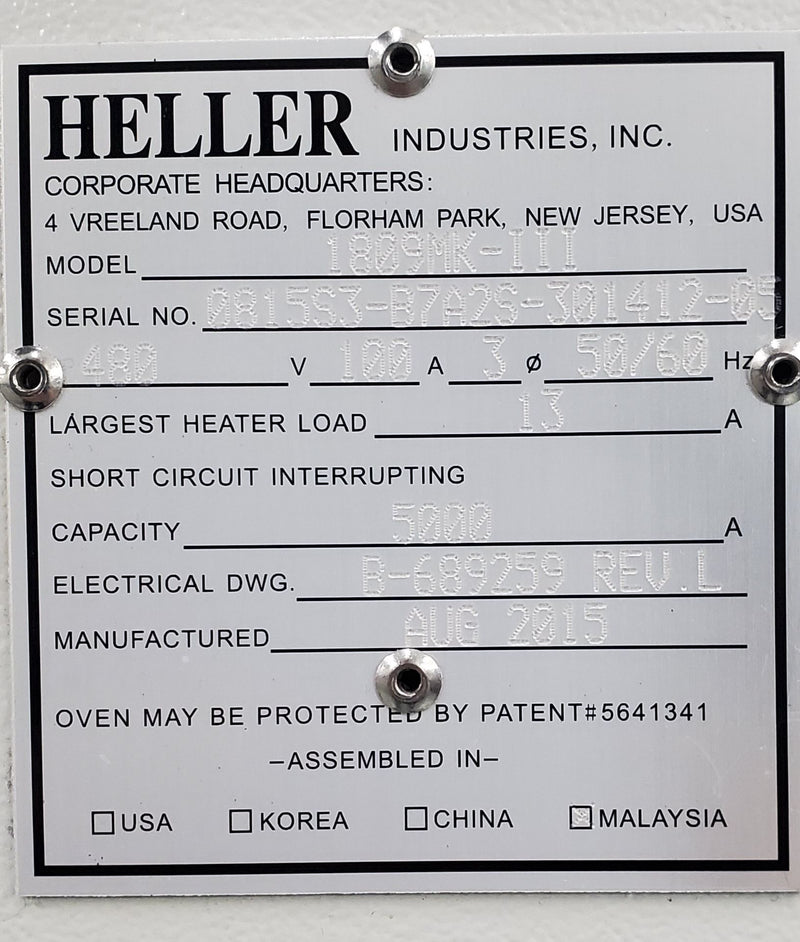 HELLER INDUSTRIES, INC.
CORPORATE HEADQUARTERS:
4 VREELAND ROAD, FLORHAM PARK, NEW JERSEY, USA
MODEL 1809MK-III
SERIAL NO. 0815S3-B7A2S-301412-05
480 V 100 A 3 ø 50/60 Hz
LARGEST HEATER LOAD 13 A
SHORT CIRCUIT INTERRUPTING
CAPACITY 5000 A
ELECTRICAL DWG. B-689259 REV.L
MANUFACTURED AUG 2015
OVEN MAY BE PROTECTED BY PATENT#5641341
–ASSEMBLED IN–
☐ USA ☐ KOREA ☐ CHINA ☒ MALAYSIA